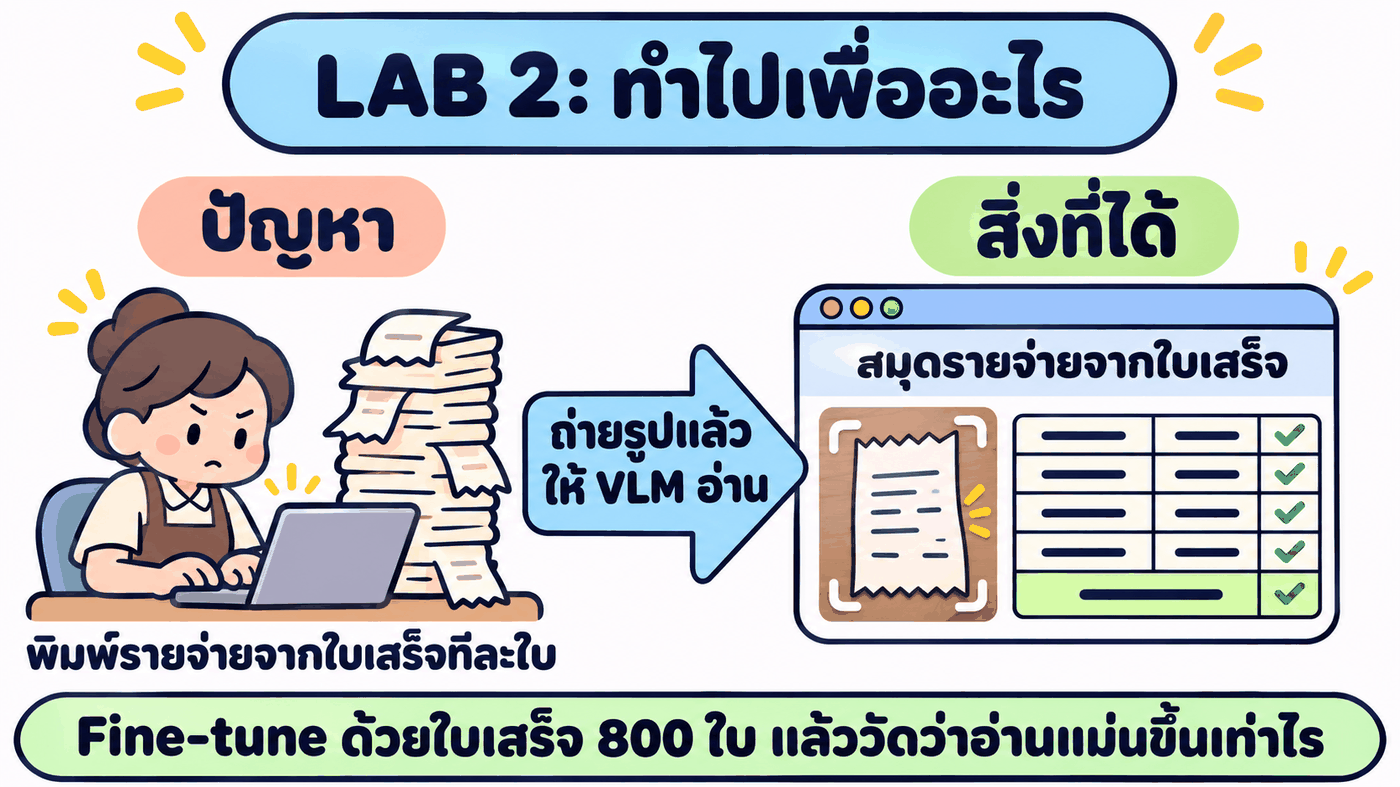 LAB 2: ทำไปเพื่ออะไร
ปัญหา
สิ่งที่ได้
สมุดรายจ่ายจากใบเสร็จ
ถ่ายรูปแล้ว
ให้ VLM อ่าน
พิมพ์รายจ่ายจากใบเสร็จทีละใบ
Fine-tune ด้วยใบเสร็จ 800 ใบ แล้ววัดว่าอ่านแม่นขึ้นเท่าไร